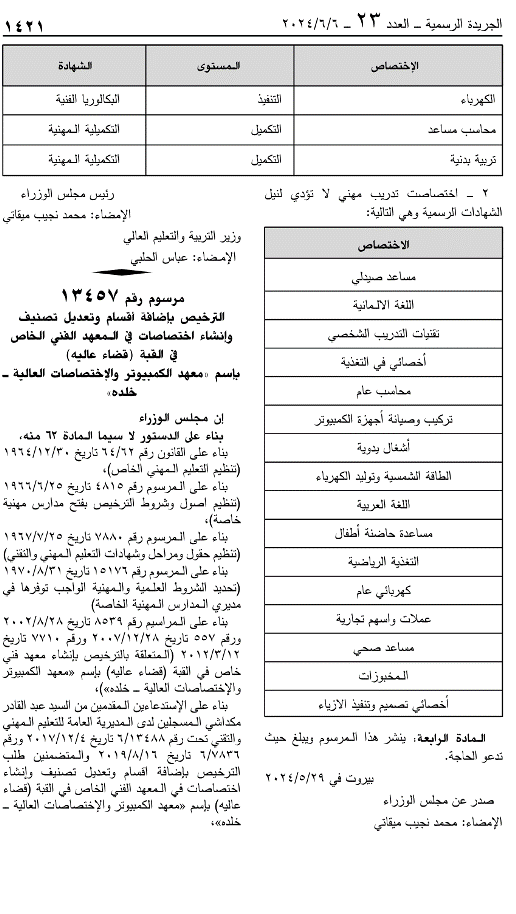 الجريدة الرسمية ــ العدد ٢٣ ــ ٢٠٢٤/٦/٦
١٤٢١
الإختصاص المستوى الشهادة
الكهرباء التنفيذ البكالوريا الفنية
محاسب مساعد التكميل التكميلية المهنية
تربية بدنية التكميل التكميلية المهنية
٢ ــ اختصاصت تدريب مهني لا تؤدي لنيل
الشهادات الرسمية وهي التالية:
الاختصاص
مساعد صيدلي
اللغة الالمانية
تقنيات التدريب الشخصي
أخصائي في التغذية
محاسب عام
تركيب وصيانة أجهزة الكمبيوتر
أشغال يدوية
الطاقة الشمسية وتوليد الكهرباء
اللغة العربية
مساعدة حاضنة أطفال
التغذية الرياضية
كهربائي عام
عملات واسهم تجارية
مساعد صحي
المخبوزات
أخصائي تصميم وتنفيذ الازياء
المادة الرابعة: ينشر هذا المرسوم ويبلغ حيث
تدعو الحاجة.
بيروت في ٢٠٢٤/٥/٢٩
صدر عن مجلس الوزراء
الإمضاء: محمد نجيب ميقاتي
رئيس مجلس الوزراء
الإمضاء: محمد نجيب ميقاتي
وزير التربية والتعليم العالي
الإمضاء: عباس الحلبي
مرسوم رقم ١٣٤٥٧
الترخيص بإضافة أقسام وتعديل تصنيف
وإنشاء اختصاصات في المعهد الفني الخاص
في القبة (قضاء عاليه)
بإسم «معهد الكمبيوتر والإختصاصات العالية ــ
خلده»
إن مجلس الوزراء
بناء على الدستور لا سيما المادة ٦٢ منه،
بناء على القانون رقم ٦٤/٦٢ تاريخ ١٩٦٤/١٢/٣٠
(تنظيم التعليم المهني الخاص)،
بناء على المرسوم رقم ٤٨١٥ تاريخ ١٩٦٦/٦/٢٥
(تنظيم اصول وشروط الترخيص بفتح مدارس مهنية
خاصة)،
بناء على المرسوم رقم ٧٨٨٠ تاريخ ١٩٦٧/٧/٢٥
(تنظيم حقول ومراحل وشهادات التعليم المهني والتقني)
بناء على المرسوم رقم ١٥١٧٦ تاريخ ١٩٧٠/٨/٣١
(تحديد الشروط العلمية والمهنية الواجب توفرها في
مديري المدارس المهنية الخاصة)
بناء على المراسيم رقم ٨٥٣٩ تاريخ ٢٠٠٢/٨/٢٨
ورقم ٥٥٧ تاريخ ٢٠٠٧/١٢/٢٨ ورقم ٧٧١٠ تاريخ
٢٠١٢/٣/١٢ (المتعلقة بالترخيص بإنشاء معهد فني
خاص في القبة (قضاء عاليه) بإسم «معهد الكمبيوتر
والإختصاصات العالية ــ خلده»)،
بناء على الإستدعاءين المقدمين من السيد عبد القادر
مكداشي المسجلين لدى المديرية العامة للتعليم المهني
والتقني تحت رقم ٦/١٣٤٨٨ تاريخ ٢٠١٧/١٢/٤ ورقم
٦/٧٨٣٦ تاريخ ٢٠١٩/٨/١٦ والمتضمنين طلب
الترخيص بإضافة اقسام وتعديل تصنيف وإنشاء
اختصاصات في المعهد الفني الخاص في القبة (قضاء
عاليه) بإسم «معهد الكمبيوتر والإختصاصات العالية ــ
خلده»،